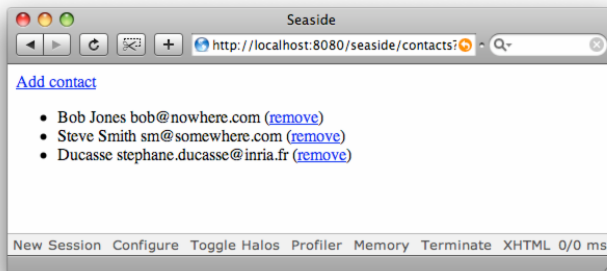 Seaside
http://localhost:8080/seaside/contacts?
Add contact
Bob Jones bob@nowhere.com (remove)
Steve Smith sm@somewhere.com (remove)
Ducasse stephane.ducasse@inria.fr (remove)
New Session Configure Toggle Halos Profiler Memory Terminate XHTML 0/0 ms